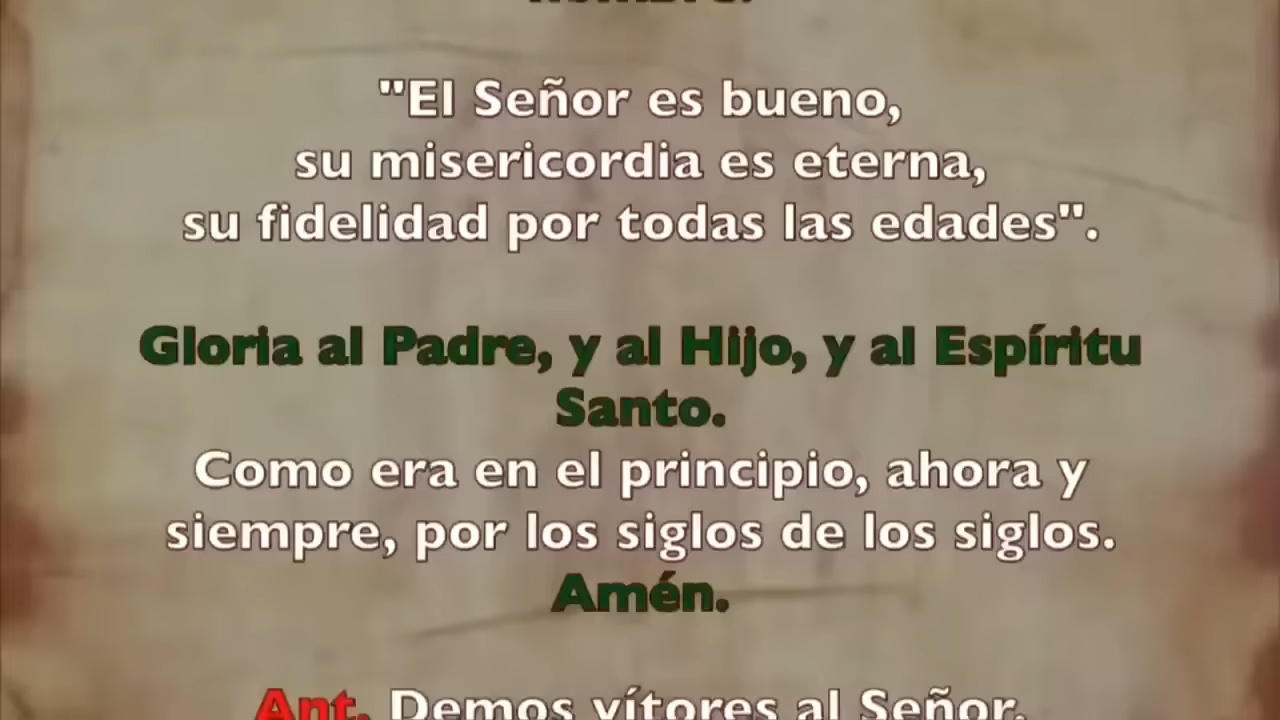 "El Señor es bueno,
su misericordia es eterna,
su fidelidad por todas las edades".
Gloria al Padre, y al Hijo, y al Espíritu
Santo.
Como era en el principio, ahora y
siempre, por los siglos de los siglos.
Amén.
Ant. Demos vítores al Señor,